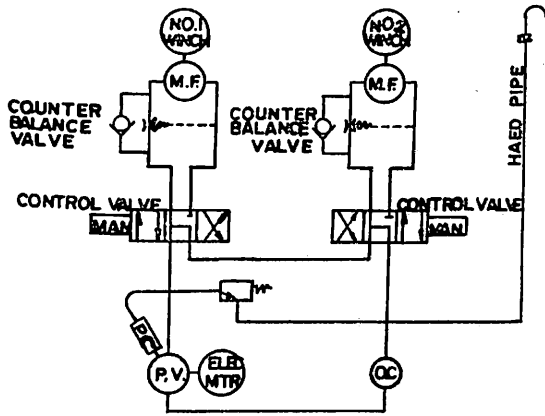 NO.1
WINCH
M.F.
COUNTER
BALANCE
VALVE
NO.2
WINCH
M.F.
COUNTER
BALANCE
VALVE
HAED PIPE
CONTROL VALVE
MAN
CONTROL VALVE
MAN
P.C
P.V.
ELEC
MTR
O.C